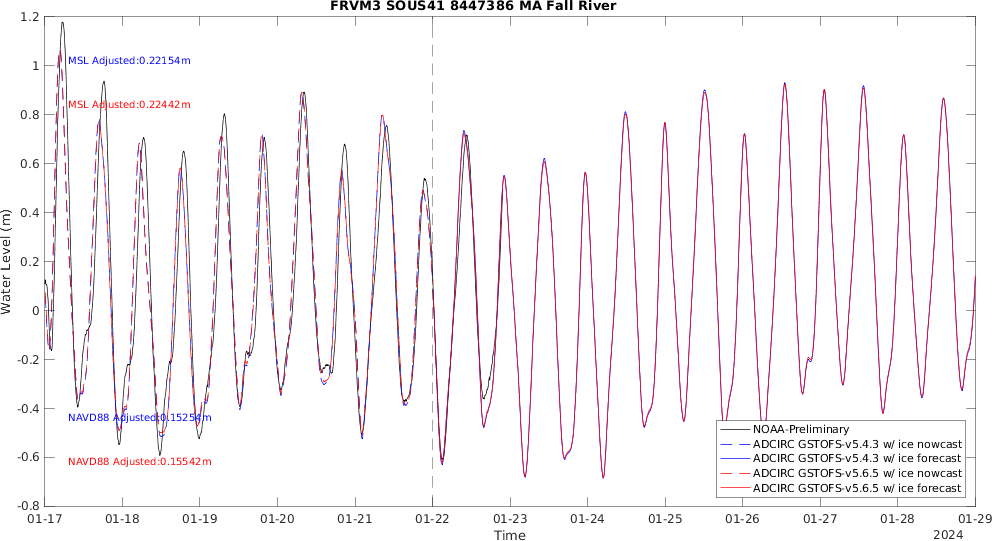 FRVM3 SOUS41 8447386 MA Fall River
1.2
1
0.8
0.6
0.4
0.2
0
-0.2
-0.4
-0.6
-0.8
Water Level (m)
MSL Adjusted:0.22154m
MSL Adjusted:0.22442m
NAVD88 Adjusted:0.15254m
NAVD88 Adjusted:0.15542m
NOAA-Preliminary
ADCIRC GSTOFS-v5.4.3 w/ ice nowcast
ADCIRC GSTOFS-v5.4.3 w/ ice forecast
ADCIRC GSTOFS-v5.6.5 w/ ice nowcast
ADCIRC GSTOFS-v5.6.5 w/ ice forecast
01-17 01-18 01-19 01-20 01-21 01-22 01-23 01-24 01-25 01-26 01-27 01-28 01-29
Time
2024